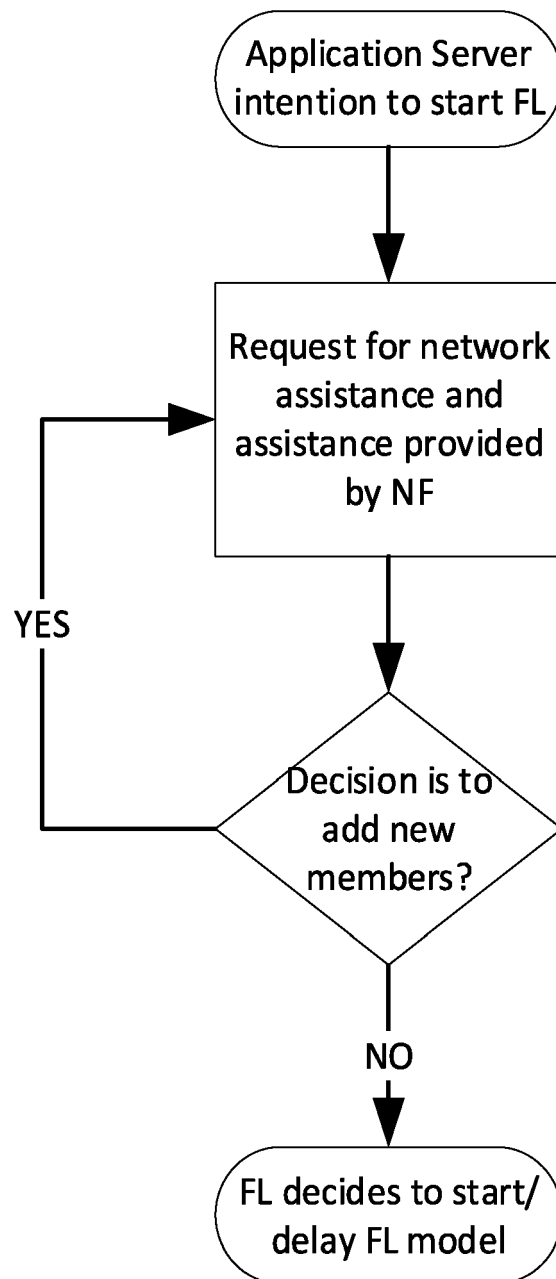 Application Server
intention to start FL
Request for network
assistance and
assistance provided
by NF
YES
Decision is to
add new
members?
NO
FL decides to start/
delay FL model